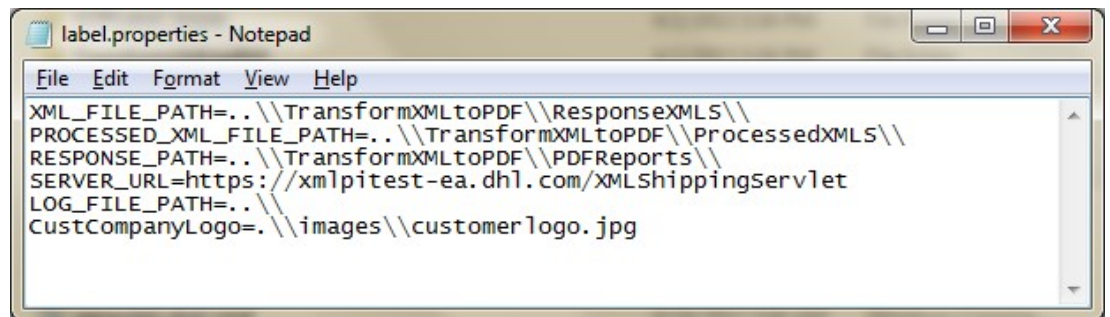 label.properties - Notepad
File Edit Format View Help
XML_FILE_PATH=..\\TransformXMLtoPDF\\ResponseXMLS\\
PROCESSED_XML_FILE_PATH=..\\TransformXMLtoPDF\\ProcessedXMLS\\
RESPONSE_PATH=..\\TransformXMLtoPDF\\PDFReports\\
SERVER_URL=https://xmlpitest-ea.dhl.com/XMLShippingServlet
LOG_FILE_PATH=..\\
CustCompanyLogo=.\\images\\customerlogo.jpg